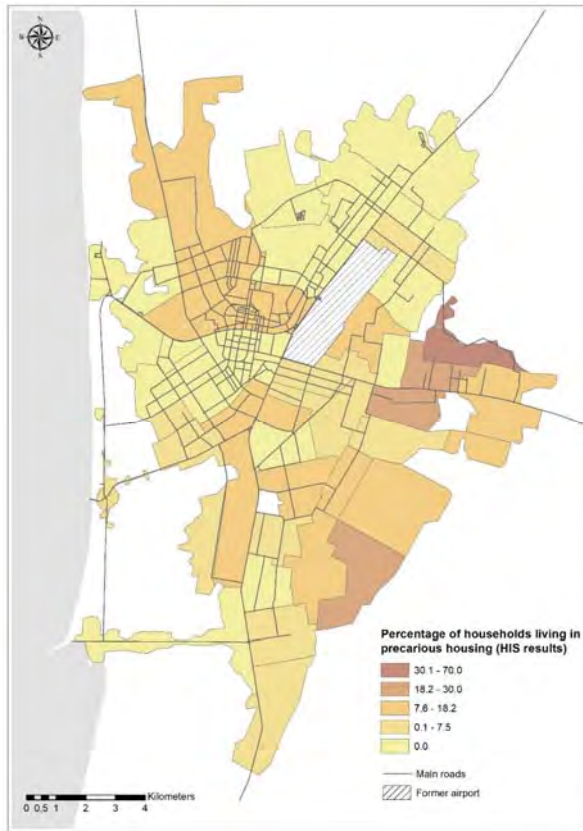 N
W E
S
Percentage of households living in
precarious housing (HIS results)
30.1 - 70.0
18.2 - 30.0
7.6 - 18.2
0.1 - 7.5
0.0
Main roads
Former airport
Kilometers
0 0,5 1 2 3 4